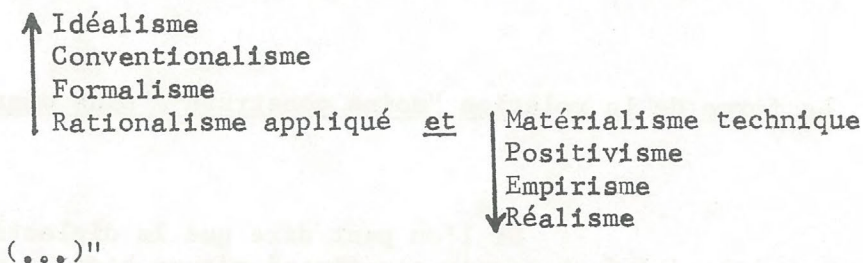 Idéalisme
Conventionalisme
Formalisme
Rationalisme appliqué et Matérialisme technique
Positivisme
Empirisme
Réalisme
(...)"